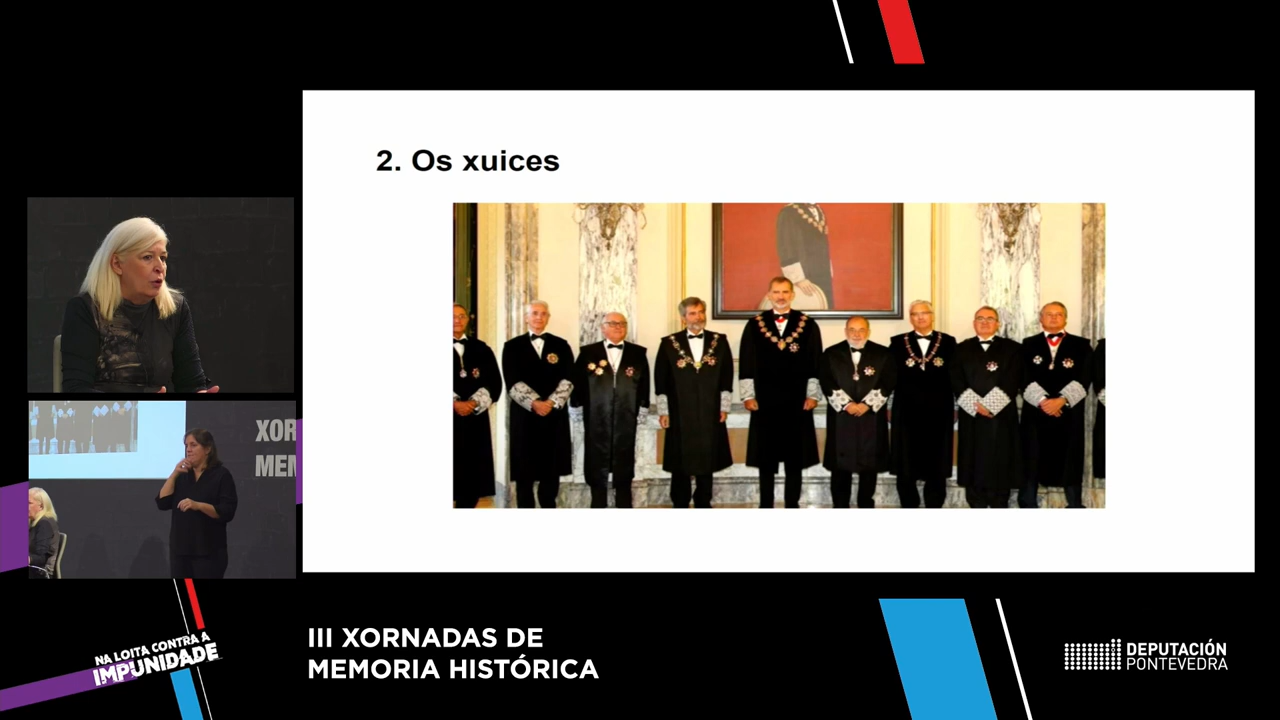 2. Os xuices
XOR
MEM
NA LOITA CONTRA A
IMPUNIDADE
III XORNADAS DE
MEMORIA HISTÓRICA
DEPUTACIÓN
PONTEVEDRA